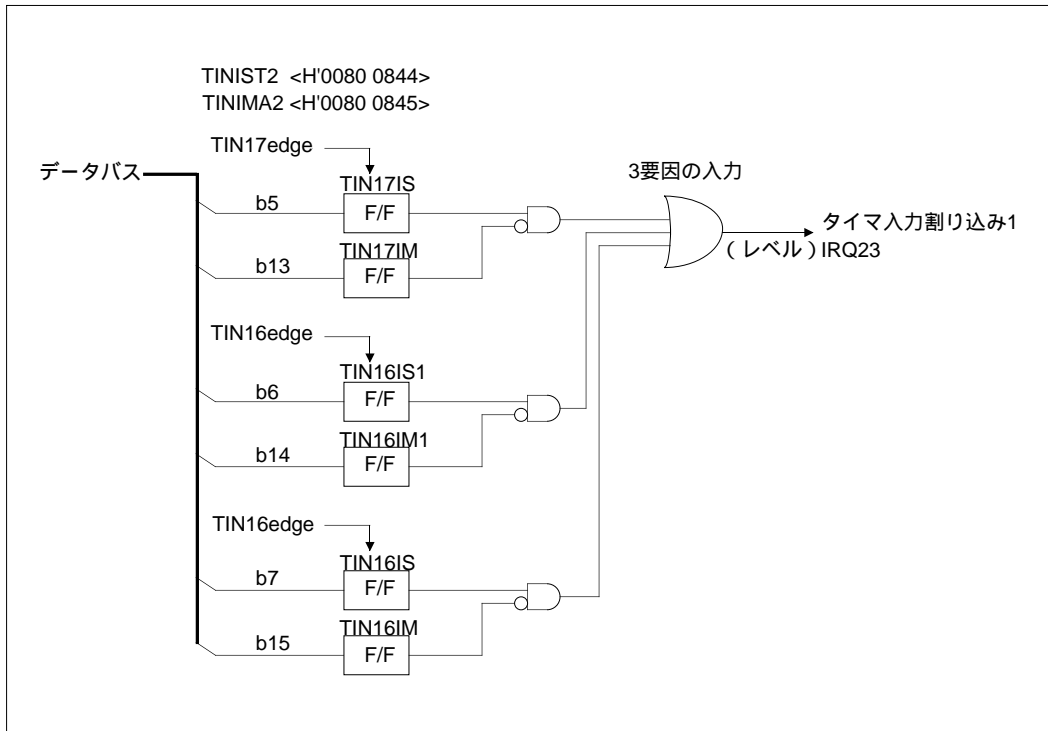 TINIST2 <H'0080 0844>
TINIMA2 <H'0080 0845>
TIN17edge
データバス
TIN17IS
3要因の入力
b5
F/F
タイマ入力割り込み1
TIN17IM
(レベル)IRQ23
b13
F/F
TIN16edge
TIN16IS1
b6
F/F
TIN16IM1
b14
F/F
TIN16edge
TIN16IS
b7
F/F
TIN16IM
b15
F/F